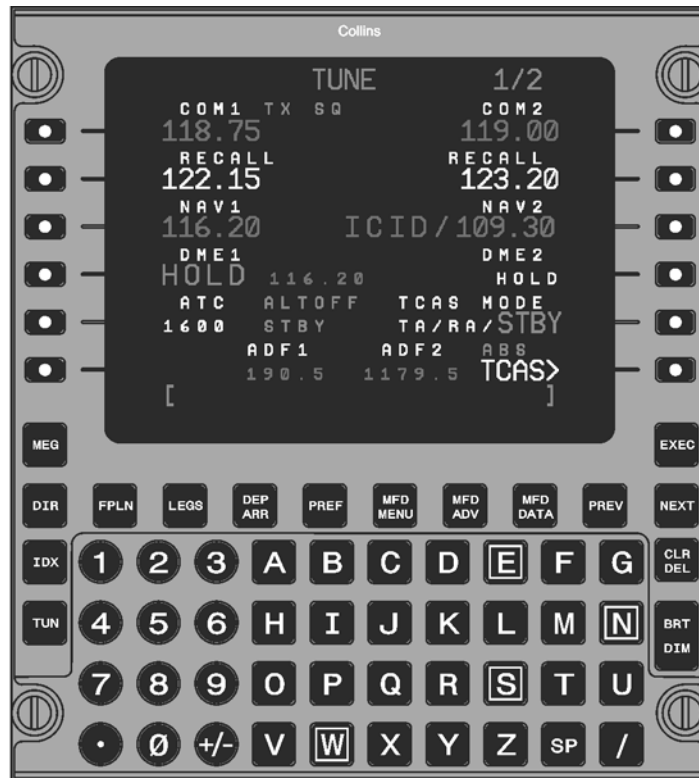 Collins
TUNE 1/2
COM1 TX SQ COM2
118.75 119.00
RECALL RECALL
122.15 123.20
NAV1 NAV2
116.20 ICID/109.30
DME1 DME2
HOLD 116.20 HOLD
ATC ALTOFF TCAS MODE
1600 STBY TA/RA/STBY
ADF1 ADF2 ABS
190.5 1179.5 TCAS>
[ ]
MEG EXEC
DIR FPLN LEGS DEP ARR PREF MFD MENU MFD ADV MFD DATA PREV NEXT
IDX 1 2 3 A B C D E F G CLR DEL
TUN 4 5 6 H I J K L M N BRT DIM
7 8 9 O P Q R S T U
. 0 +/- V W X Y Z SP /